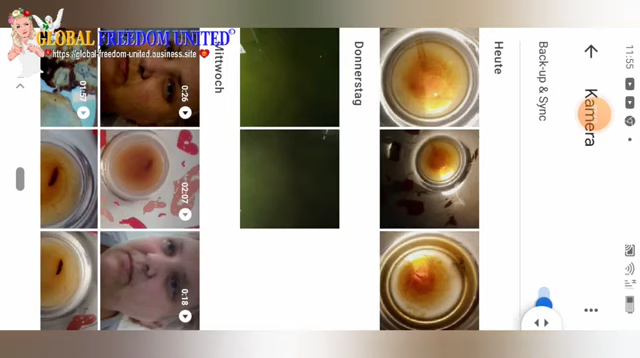 GLOBAL FREEDOM UNITED©
https://global-freedom-united.business.site
11:55
Kamera
Back-up & Sync
Heute
Donnerstag
Mittwoch
0:26
01:57
02:07
0:18